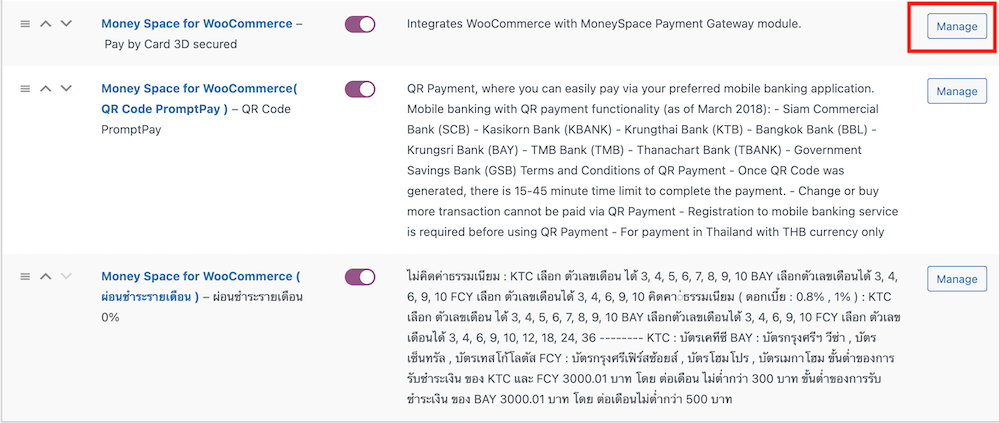 Money Space for WooCommerce –
Pay by Card 3D secured
Integrates WooCommerce with MoneySpace Payment Gateway module.
Manage
Money Space for WooCommerce(
QR Code PromptPay ) – QR Code
PromptPay
QR Payment, where you can easily pay via your preferred mobile banking application.
Mobile banking with QR payment functionality (as of March 2018): - Siam Commercial
Bank (SCB) - Kasikorn Bank (KBANK) - Krungthai Bank (KTB) - Bangkok Bank (BBL) -
Krungsri Bank (BAY) - TMB Bank (TMB) - Thanachart Bank (TBANK) - Government
Savings Bank (GSB) Terms and Conditions of QR Payment - Once QR Code was
generated, there is 15-45 minute time limit to complete the payment. - Change or buy
more transaction cannot be paid via QR Payment - Registration to mobile banking service
is required before using QR Payment - For payment in Thailand with THB currency only
Manage
Money Space for WooCommerce (
ผ่อนชำระรายเดือน ) – ผ่อนชำระรายเดือน
0%
ไม่คิดค่าธรรมเนียม : KTC เลือก ตัวเลขเดือน ได้ 3, 4, 5, 6, 7, 8, 9, 10 BAY เลือกตัวเลขเดือนได้ 3, 4,
6, 9, 10 FCY เลือก ตัวเลขเดือนได้ 3, 4, 6, 9, 10 คิดคา่ธรรมเนียม ( ดอกเบี้ย : 0.8% , 1% ) : KTC
เลือก ตัวเลขเดือน ได้ 3, 4, 5, 6, 7, 8, 9, 10 BAY เลือกตัวเลขเดือนได้ 3, 4, 6, 9, 10 FCY เลือก ตัวเลข
เดือนได้ 3, 4, 6, 9, 10, 12, 18, 24, 36 -------- KTC : บัตรเคทีซี BAY : บัตรกรุงศรีฯ วีซ่า , บัตร
เซ็นทรัล , บัตรเทสโก้โลตัส FCY : บัตรกรุงศรีเฟิร์สช้อยส์ , บัตรโฮมโปร , บัตรเมกาโฮม ขั้นต่ำของการ
รับชำระเงิน ของ KTC และ FCY 3000.01 บาท โดย ต่อเดือน ไม่ต่ำกว่า 300 บาท ขั้นต่ำของการรับ
ชำระเงิน ของ BAY 3000.01 บาท โดย ต่อเดือนไม่ต่ำกว่า 500 บาท
Manage